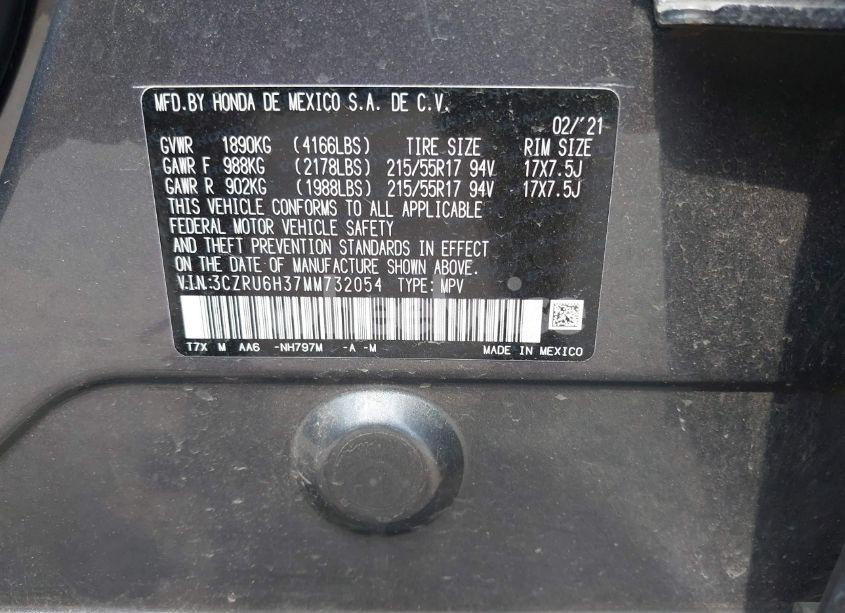 MFD.BY HONDA DE MEXICO S.A. DE C.V.
02/'21
GVWR 1890KG (4166LBS) TIRE SIZE RIM SIZE
GAWR F 988KG (2178LBS) 215/55R17 94V 17X7.5J
GAWR R 902KG (1988LBS) 215/55R17 94V 17X7.5J
THIS VEHICLE CONFORMS TO ALL APPLICABLE
FEDERAL MOTOR VEHICLE SAFETY
AND THEFT PREVENTION STANDARDS IN EFFECT
ON THE DATE OF MANUFACTURE SHOWN ABOVE.
V.I.N:3CZRU6H37MM732054 TYPE: MPV
T7X M AA6 -NH797M -A -M MADE IN MEXICO